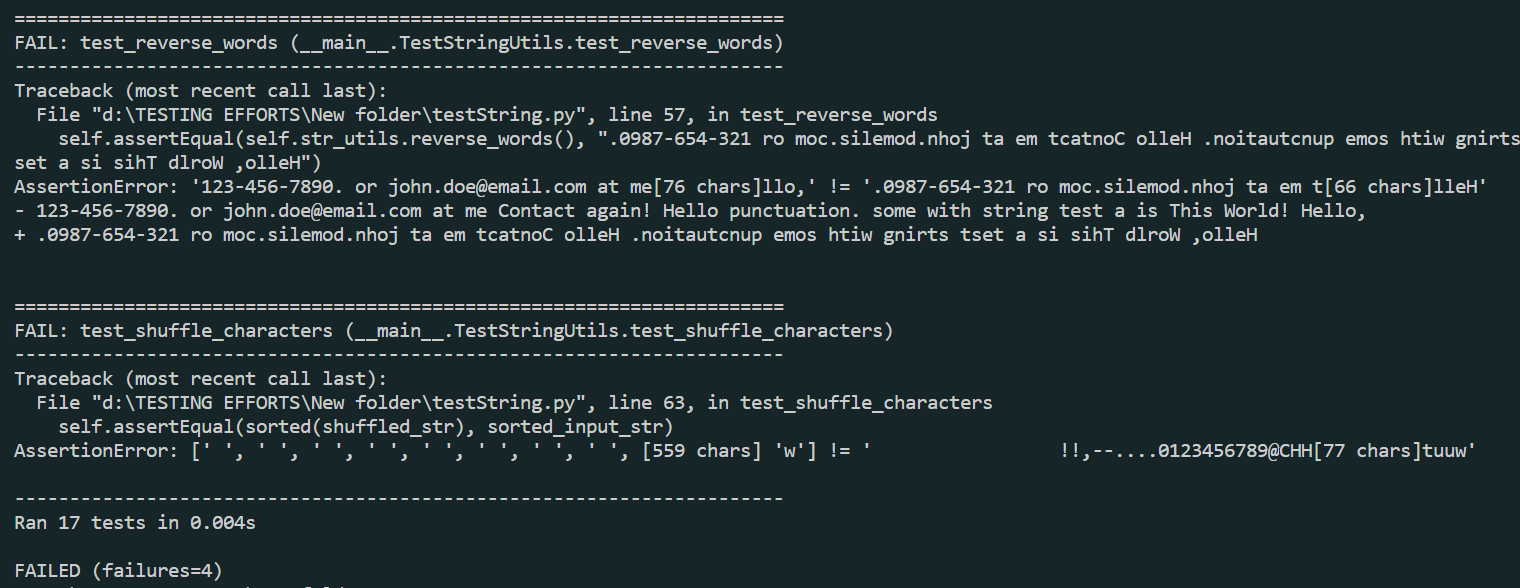 ======================================================================
FAIL: test_reverse_words (__main__.TestStringUtils.test_reverse_words)
----------------------------------------------------------------------
Traceback (most recent call last):
  File "d:\TESTING EFFORTS\New folder\testString.py", line 57, in test_reverse_words
    self.assertEqual(self.str_utils.reverse_words(), ".0987-654-321 ro moc.silemod.nhoj ta em tcatnoC olleH .noitautcnup emos htiw gnirts
set a si sihT dlroW ,olleH")
AssertionError: '123-456-7890. or john.doe@email.com at me[76 chars]llo,' != '.0987-654-321 ro moc.silemod.nhoj ta em t[66 chars]lleH'
- 123-456-7890. or john.doe@email.com at me Contact again! Hello punctuation. some with string test a is This World! Hello,
+ .0987-654-321 ro moc.silemod.nhoj ta em tcatnoC olleH .noitautcnup emos htiw gnirts tset a si sihT dlroW ,olleH
======================================================================
FAIL: test_shuffle_characters (__main__.TestStringUtils.test_shuffle_characters)
----------------------------------------------------------------------
Traceback (most recent call last):
  File "d:\TESTING EFFORTS\New folder\testString.py", line 63, in test_shuffle_characters
    self.assertEqual(sorted(shuffled_str), sorted_input_str)
AssertionError: [' ', ' ', ' ', ' ', ' ', ' ', ' ', ' ', [559 chars] 'w'] != '                 !!,--....0123456789@CHH[77 chars]tuuw'
----------------------------------------------------------------------
Ran 17 tests in 0.004s
FAILED (failures=4)